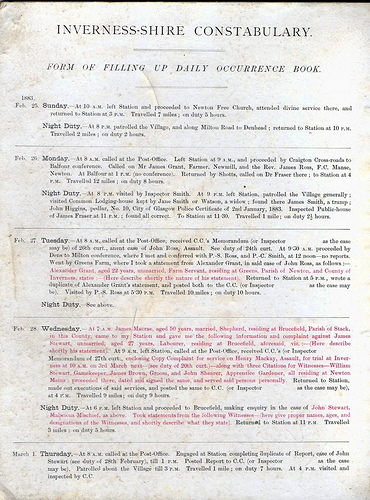 INVERNESS-SHIRE CONSTABULARY.
FORM OF FILLING UP DAILY OCCURRENCE BOOK.
1883.
Feb. 25. Sunday.—At 10 A.M. left Station and proceeded to Newton Free Church, attended divine service there, and
returned to Station at 3 P.M. Travelled 7 miles; on duty 5 hours.
Night Duty.—At 8 P.M. patrolled the Village, and along Milton Road to Denhead; returned to Station at 10 P.M.
Travelled 2 miles; on duty 2 hours.
Feb. 26. Monday.—At 8 A.M. called at the Post-Office. Left Station at 9 A.M., and proceeded by Craigton Cross-roads to
Balfour conference. Called on Mr James Grant, Farmer, Newmill, and the Rev. James Ross, F.C. Manse,
Newton. At Balfour at 1 P.M. (no conference). Returned by Shotts, called on Dr Fraser there; to Station at 4
P.M. Travelled 12 miles; on duty 8 hours.
Night Duty.—At 8 P.M. visited by Inspector Smith. At 9 P.M. left Station, patrolled the Village generally;
visited Common Lodging-house kept by Jane Smith or Watson, a widow; found there James Smith, a tramp;
John Higgins, pedlar, No. 10, City of Glasgow Police Certificate of 2nd January, 1883. Inspected Public-house
of James Fraser at 11 P.M.; found all correct. To Station at 11·30. Travelled 1 mile; on duty 2½ hours.
Feb. 27. Tuesday.—At 8 A.M. called at the Post-Office, received C.C.'s Memorandum (or Inspector as the case
may be) of 26th curt., anent case of John Ross, Assault. See duty of 24th curt. At 9·30 A.M. proceeded by
Dens to Milton conference, where I met and conferred with P.-S. Ross, and P.-C. Smith, at 12 noon—no reports.
Went by Greens Farm, where I took a statement from Alexander Grant, in said case of John Ross, as follows:—
Alexander Grant, aged 22 years, unmarried, Farm Servant, residing at Greens, Parish of Newton, and County of
Inverness, states—(Here describe shortly the nature of his statement). Returned to Station at 5 P.M., wrote a
duplicate of Alexander Grant's statement, and posted both to the C.C. (or Inspector as the case may
be). Visited by P.-S. Ross at 5·30 P.M. Travelled 10 miles; on duty 10 hours.
Night Duty.—See above.
Feb. 28. Wednesday.—At 7 A.M. James Mairae, aged 50 years, married, Shepherd, residing at Brucefield, Parish of Stack,
in this County, came to my Station and gave me the following information and complaint against James
Stewart, unmarried, aged 27 years, Labourer, residing at Brucefield, aforesaid, viz.:—(Here describe
shortly his statement). At 9 A.M. left Station, called at the Post-Office, received C.C.'s (or Inspector
Memorandum of 27th curt., enclosing Copy Complaint for service on Henry Mackay, Assault, for trial at Inver-
ness at 10 A.M. on 3rd March next—(see duty of 20th curt.)—along with three Citations for Witnesses—William
Stewart, Gamekeeper, James Brown, Groom, and John Shearer, Apprentice Gardener, all residing at Newton
Mains; proceeded there, dated and signed the same, and served said persons personally. Returned to Station,
made out executions of said service, and posted the same to C.C. (or Inspector as the case may be),
at 4 P.M. Travelled 9 miles; on duty 9 hours.
Night Duty.—At 6 P.M. left Station and proceeded to Brucefield, making enquiry in the case of John Stewart,
Malicious Mischief, as above. Took statements from the following Witnesses:—here give proper names, ages, and
designations of the Witnesses, and shortly describe what they state). Returned to Station at 11 P.M. Travelled
3 miles; on duty 5 hours.
March 1. Thursday.—At 8 A.M. called at the Post-Office. Engaged at Station completing duplicate of Report, case of John
Stewart (see duty of 28th February), till 1 P.M. Posted Report to C.C. (or Inspector as the case
may be). Patrolled about the Village till 3 P.M. Travelled 1 mile; on duty 7 hours. At 4 P.M. visited and
inspected by C.C.